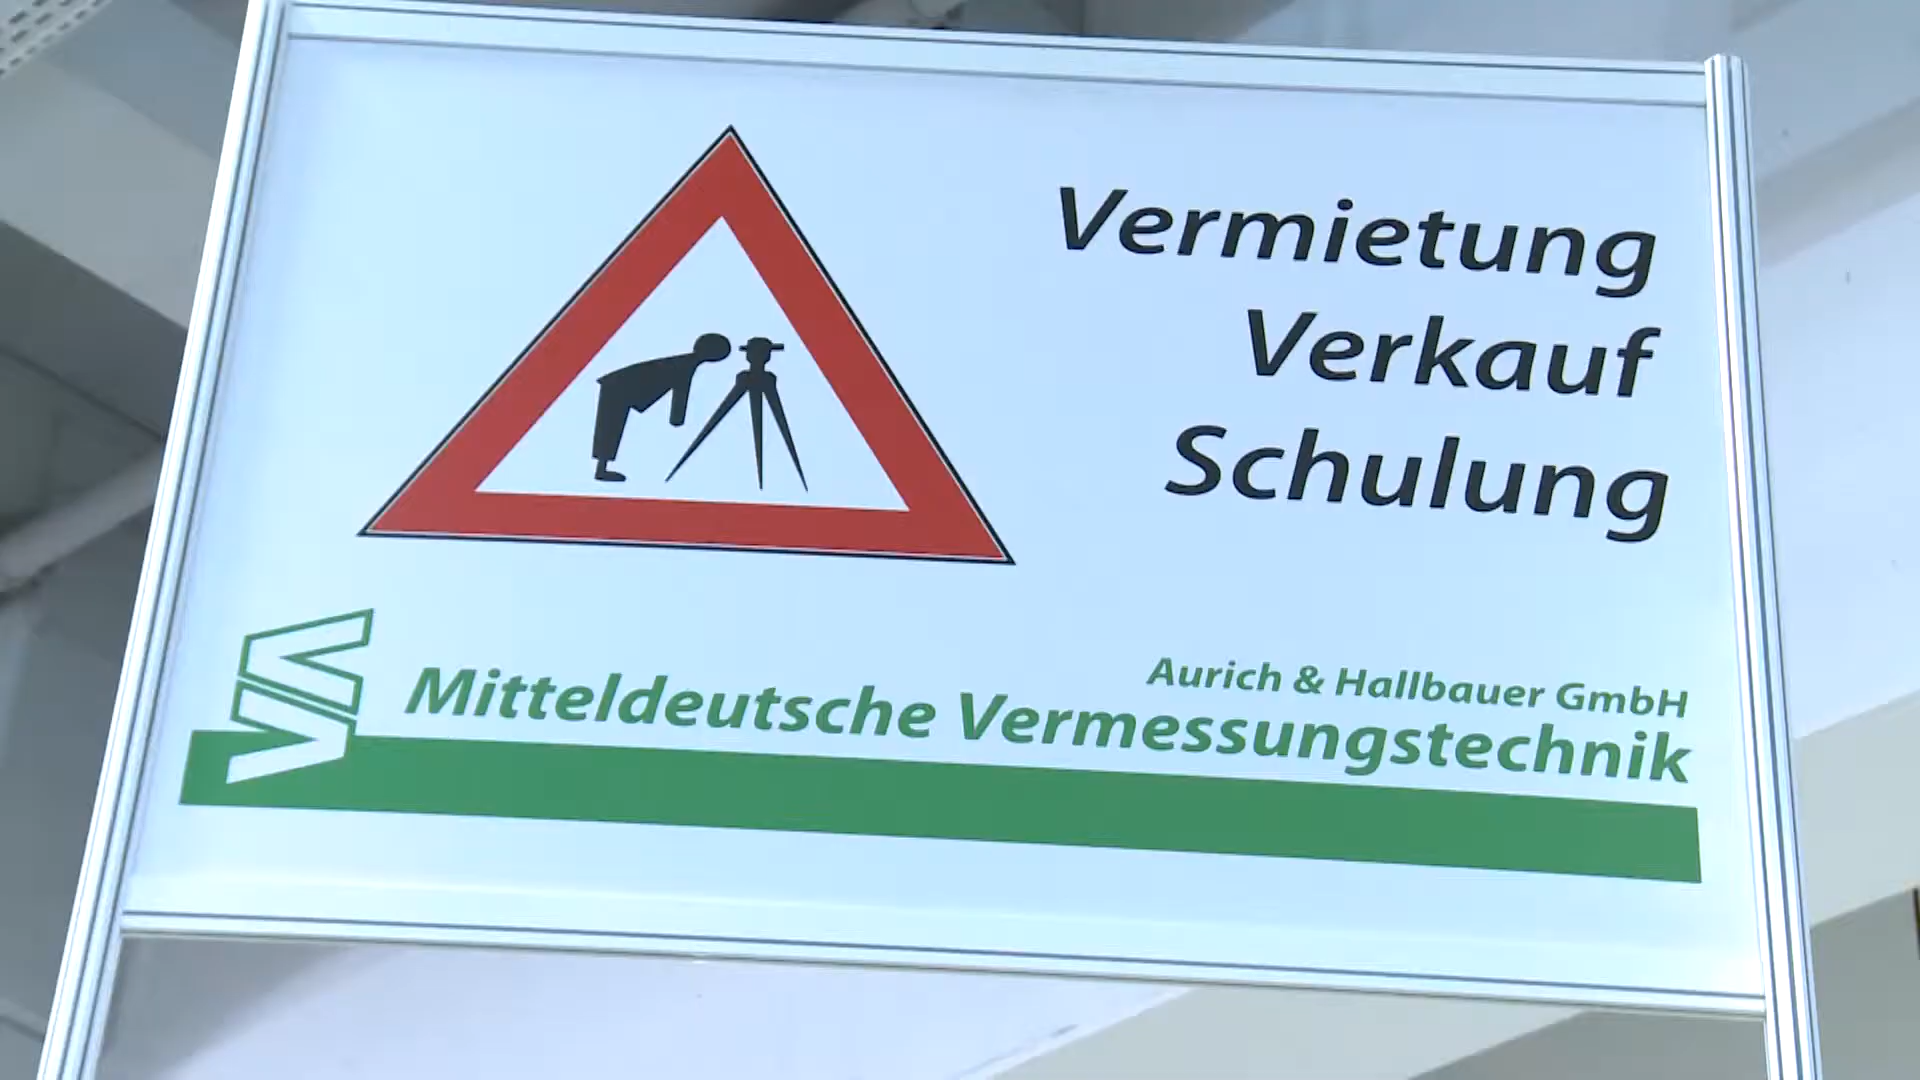 Vermietung
Verkauf
Schulung
Aurich & Hallbauer GmbH
Mitteldeutsche Vermessungstechnik